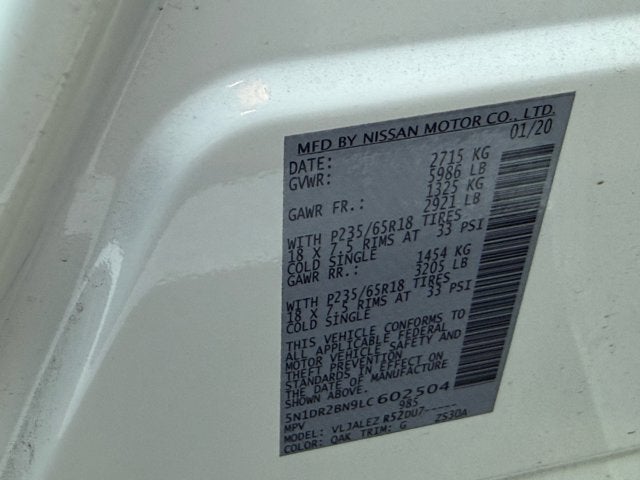 MFD BY NISSAN MOTOR CO., LTD.
DATE: 01/20
GVWR: 2715 KG
5986 LB
GAWR FR.: 1325 KG
2921 LB
WITH P235/65R18 TIRES
18 X 7.5 RIMS AT 33 PSI
COLD SINGLE
GAWR RR.: 1454 KG
3205 LB
WITH P235/65R18 TIRES
18 X 7.5 RIMS AT 33 PSI
COLD SINGLE
THIS VEHICLE CONFORMS TO
ALL APPLICABLE FEDERAL
MOTOR VEHICLE SAFETY AND
THEFT PREVENTION
STANDARDS IN EFFECT ON
THE DATE OF MANUFACTURE
SHOWN ABOVE.
5N1DR2BN9LC602504
MPV 985
MODEL: VLJALEZ R52DU7-----
COLOR: QAK TRIM: G ZS30A